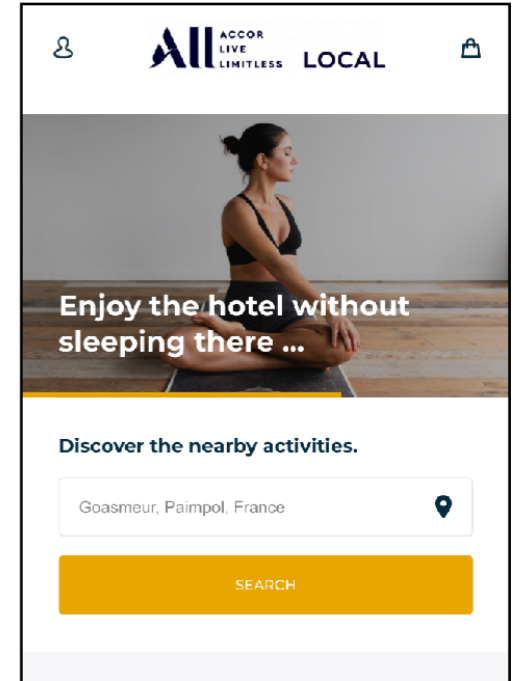 ALL ACCOR
LIVE
LIMITLESS LOCAL
Enjoy the hotel without
sleeping there ...
Discover the nearby activities.
Goasmeur, Paimpol, France
SEARCH